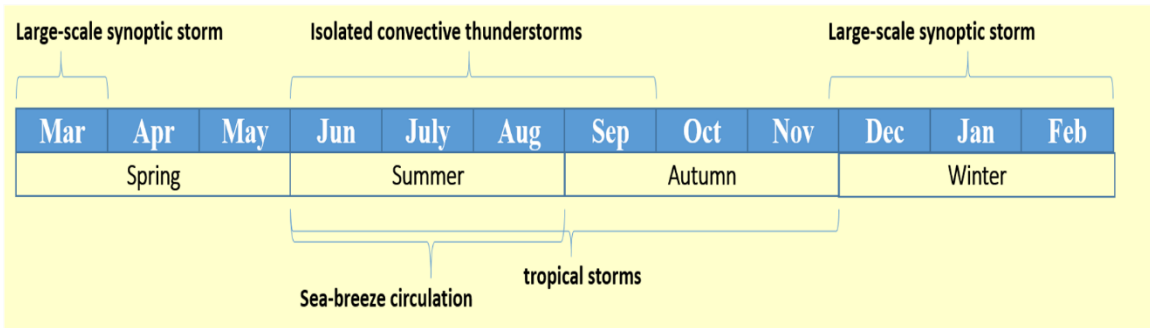 Large-scale synoptic storm Isolated convective thunderstorms Large-scale synoptic storm
Mar Apr May Jun July Aug Sep Oct Nov Dec Jan Feb
Spring Summer Autumn Winter
tropical storms
Sea-breeze circulation